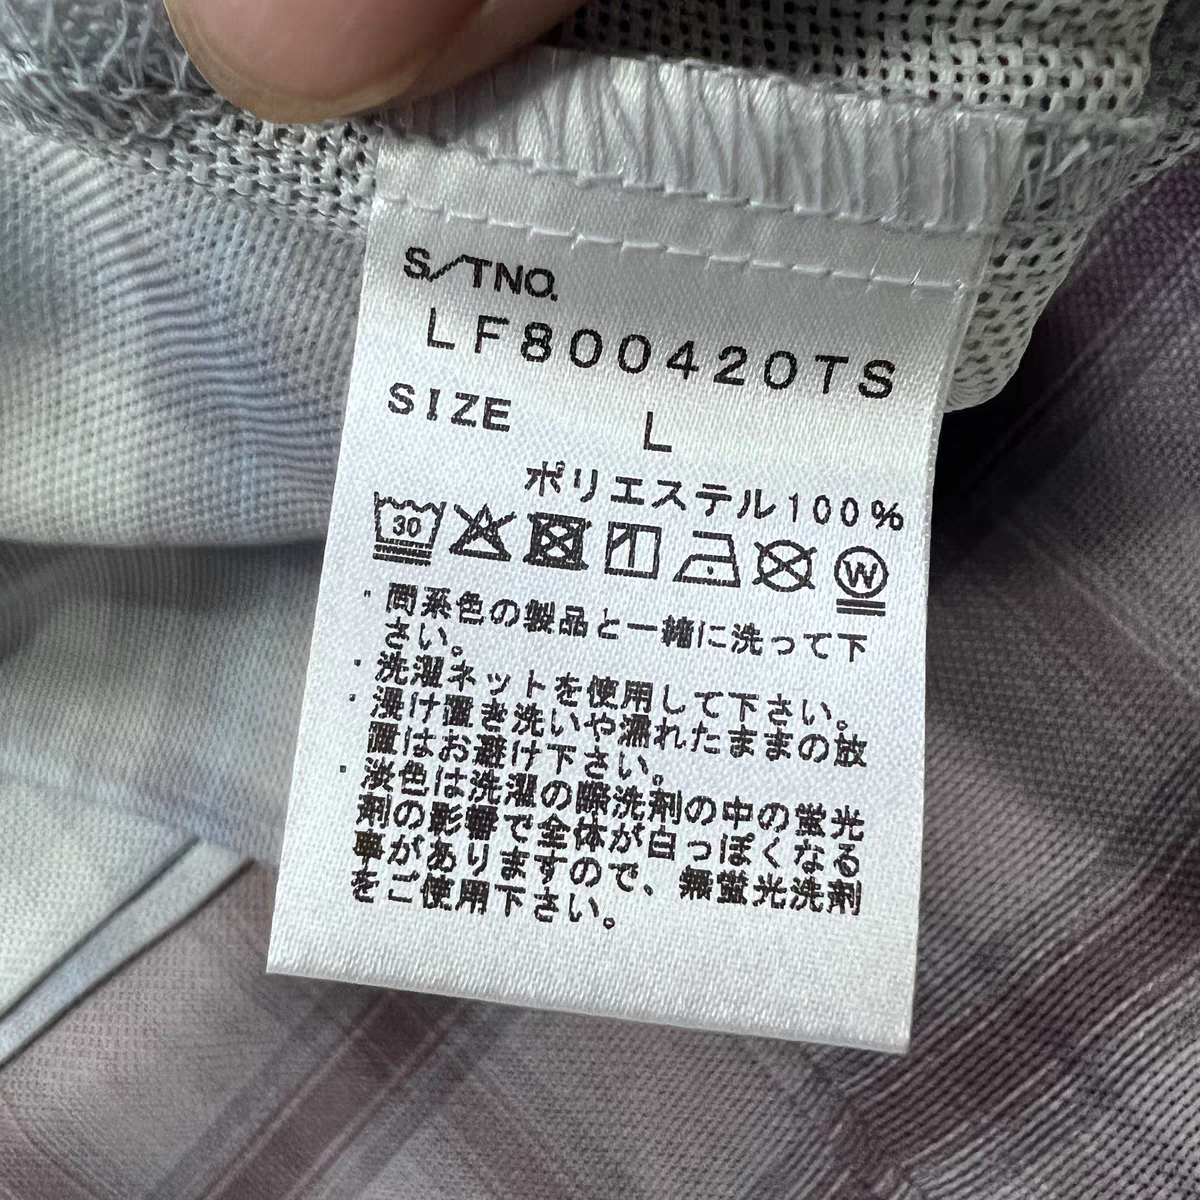 S/TNO.
LF800420TS
SIZE L
ポリエステル100%
30
W
・同系色の製品と一緒に洗って下
さい。
・洗濯ネットを使用して下さい。
・浸け置き洗いや濡れたままの放
置はお避け下さい。
・淡色は洗濯の際洗剤の中の蛍光
剤の影響で全体が白っぽくなる
事がありますので、無蛍光洗剤
をご使用下さい。